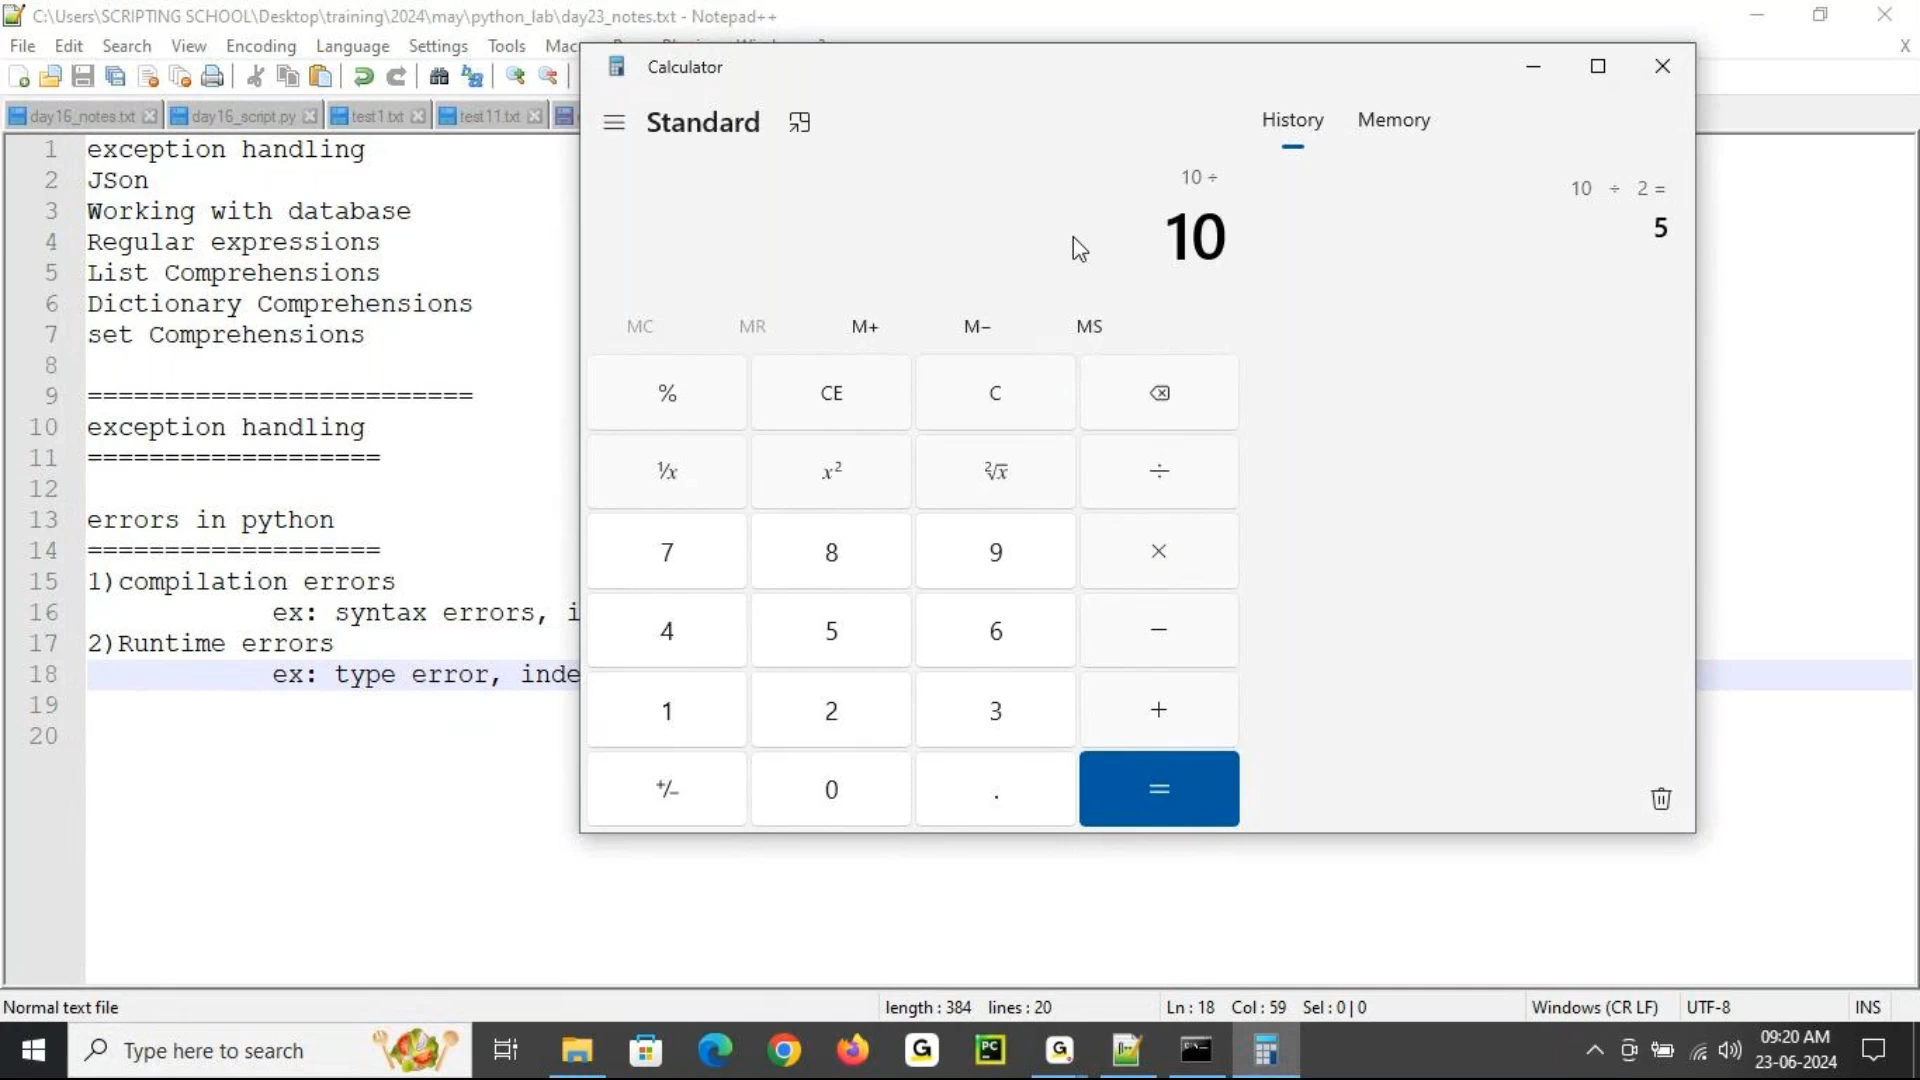 C:\Users\SCRIPTING SCHOOL\Desktop\training\2024\may\python_lab\day23_notes.txt - Notepad++
File Edit Search View Encoding Language Settings Tools
X
day16_notes.txt day16_script.py test1.txt test11.txt
1 exception handling
2 JSon
3 Working with database
4 Regular expressions
5 List Comprehensions
6 Dictionary Comprehensions
7 set Comprehensions
8
9 =========================
10 exception handling
11 ===================
12
13 errors in python
14 ===================
15 1)compilation errors
16 ex: syntax errors, i
17 2)Runtime errors
18 ex: type error, inde
19
20
Calculator
Standard
History Memory
10 ÷
10
10 ÷ 2 =
5
MC MR M+ M− MS
% CE C
¹⁄x x² ²√x ÷
7 8 9 ×
4 5 6 −
1 2 3 +
+/− 0 . =
Normal text file length : 384 lines : 20 Ln : 18 Col : 59 Sel : 0 | 0 Windows (CR LF) UTF-8 INS
Type here to search
G
PC
G
09:20 AM
23-06-2024